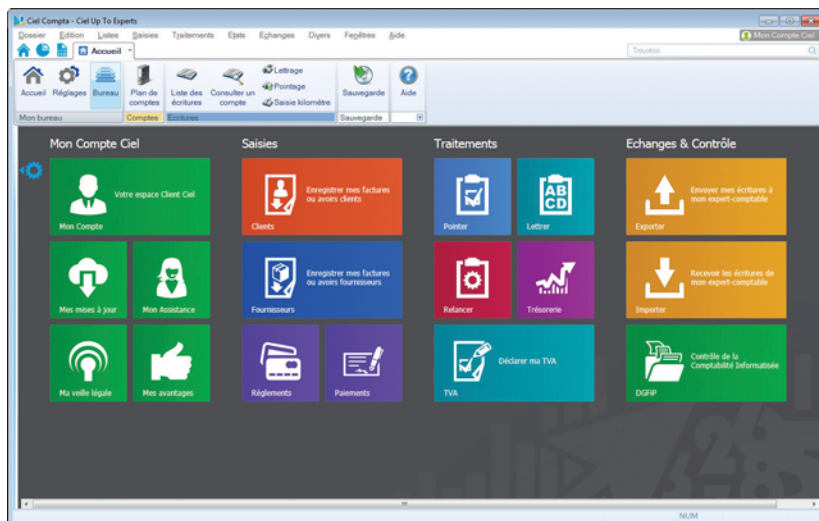 Ciel Compta - Ciel Up To Experts
Dossier Edition Listes Saisies Traitements Etats Echanges Divers Fenêtres Aide
Mon Compte Ciel
Accueil
Accueil Réglages Bureau
Plan de comptes
Liste des écritures
Consulter un compte
Lettrage
Pointage
Saisie kilomètre
Sauvegarde
Aide
Mon bureau Comptes Ecritures Sauvegarde
Mon Compte Ciel
Votre espace Client Ciel
Mon Compte
Mes mises à jour
Mon Assistance
Ma veille légale
Mes avantages
Saisies
Enregistrer mes factures
ou avoirs clients
Clients
Enregistrer mes factures
ou avoirs fournisseurs
Fournisseurs
Règlements
Paiements
Traitements
Pointer
AB
CD
Lettrer
Relancer
Trésorerie
Déclarer ma TVA
TVA
Echanges & Contrôle
Envoyer mes écritures à
mon expert-comptable
Exporter
Recevoir les écritures de
mon expert-comptable
Importer
Contrôle de la
Comptabilité Informatisée
DGFiP
NUM